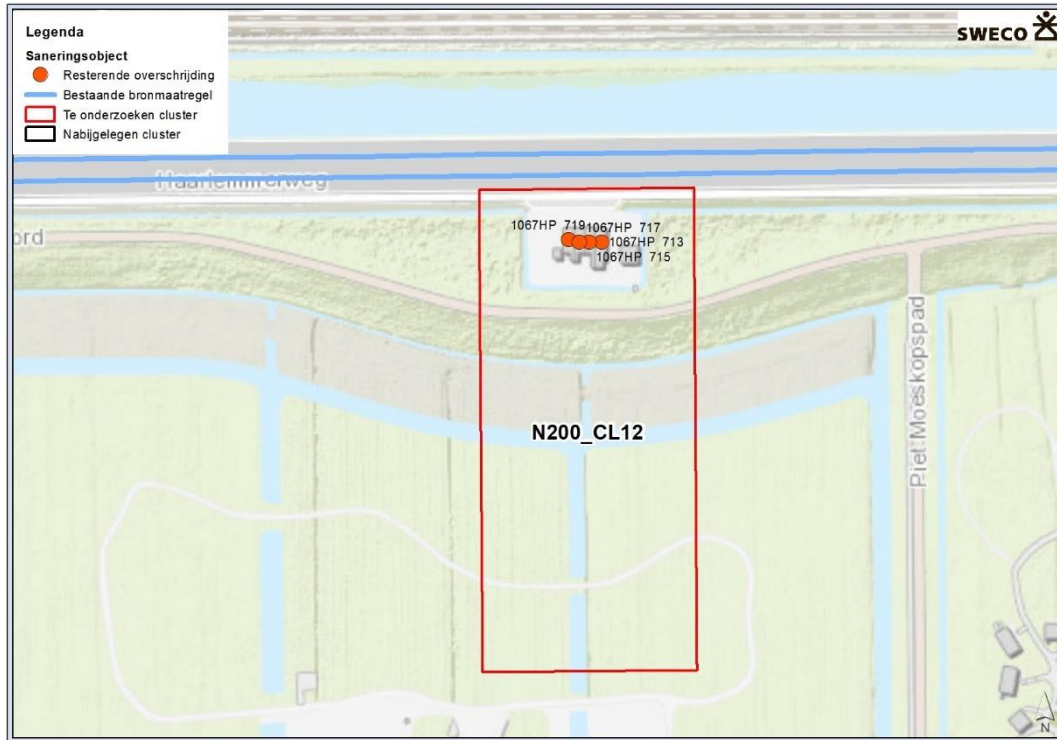 Legenda
Saneringsobject
Resterende overschrijding
Bestaande bronmaatregel
Te onderzoeken cluster
Nabijgelegen cluster
SWECO
Haarlemmerweg
1067HP 719
1067HP 717
1067HP 713
1067HP 715
ord
Piet Moeskopspad
N200_CL12
N